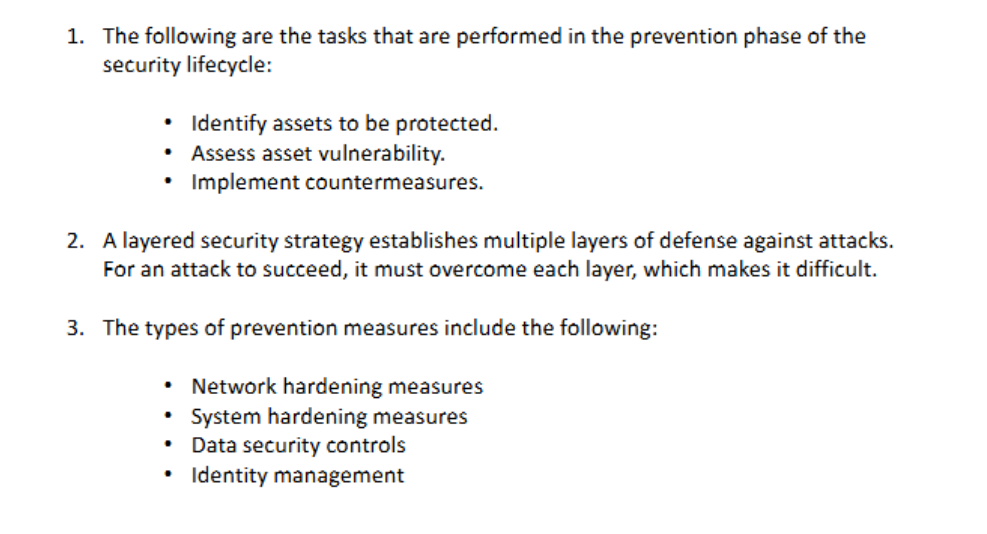 1. The following are the tasks that are performed in the prevention phase of the
security lifecycle:
• Identify assets to be protected.
• Assess asset vulnerability.
• Implement countermeasures.
2. A layered security strategy establishes multiple layers of defense against attacks.
For an attack to succeed, it must overcome each layer, which makes it difficult.
3. The types of prevention measures include the following:
• Network hardening measures
• System hardening measures
• Data security controls
• Identity management